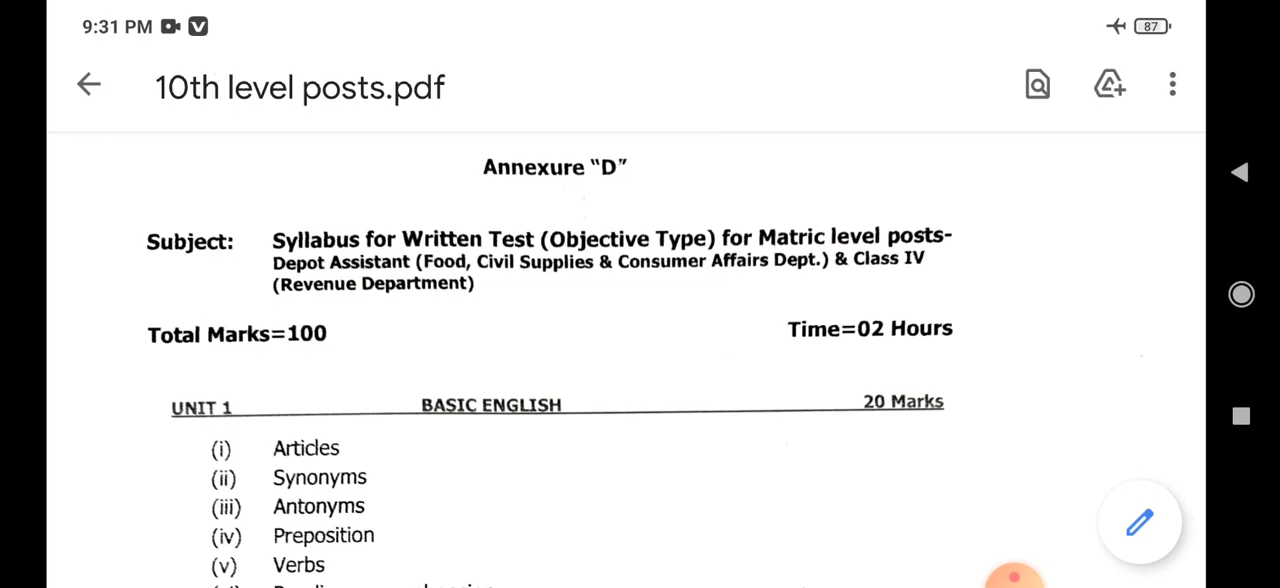 9:31 PM
87
10th level posts.pdf
Annexure "D"
Subject: Syllabus for Written Test (Objective Type) for Matric level posts-
Depot Assistant (Food, Civil Supplies & Consumer Affairs Dept.) & Class IV
(Revenue Department)
Total Marks=100 Time=02 Hours
UNIT 1 BASIC ENGLISH 20 Marks
(i) Articles
(ii) Synonyms
(iii) Antonyms
(iv) Preposition
(v) Verbs